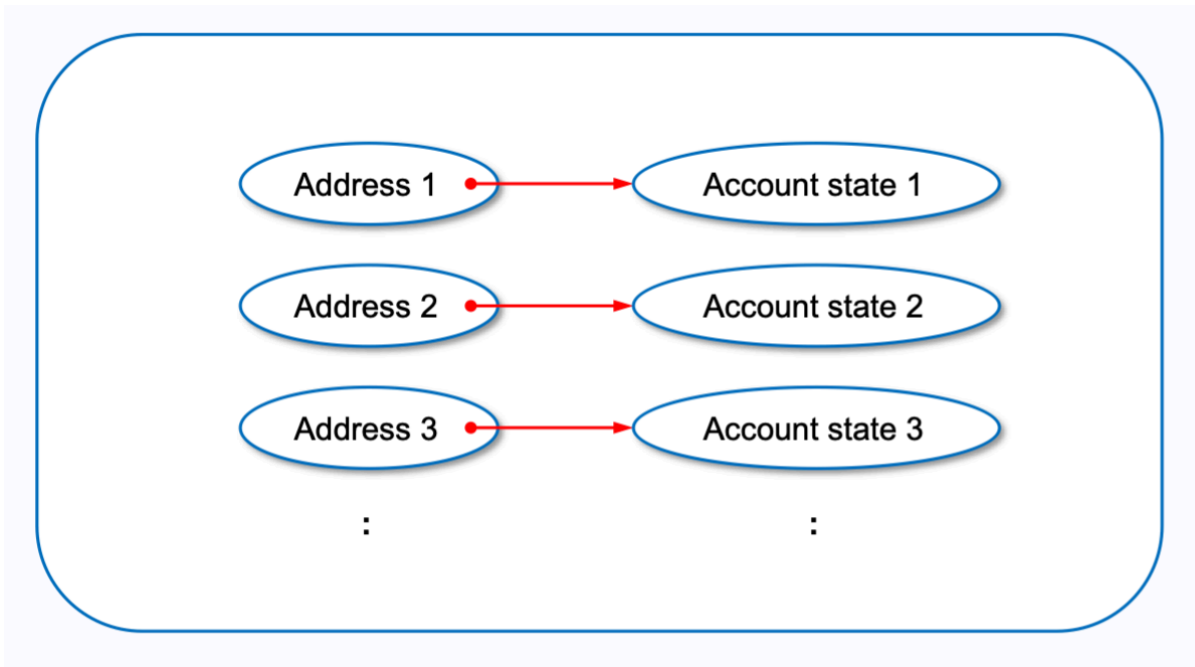 Address 1 Account state 1
Address 2 Account state 2
Address 3 Account state 3
: :